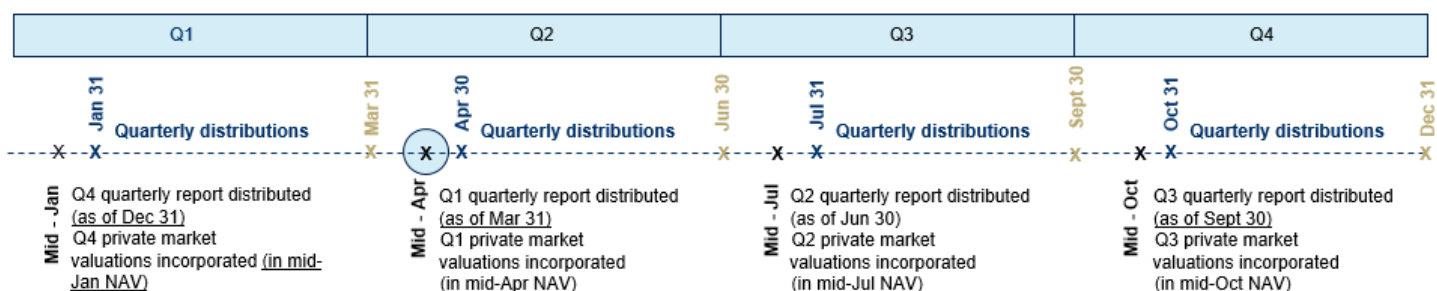 Q1
Q2
Q3
Q4
Jan 31
Mar 31
Apr 30
Jun 30
Jul 31
Sept 30
Oct 31
Dec 31
Quarterly distributions
Quarterly distributions
Quarterly distributions
Quarterly distributions
x x x x x x x x x x x x
Mid - Jan
Q4 quarterly report distributed
(as of Dec 31)
Q4 private market
valuations incorporated (in mid-
Jan NAV)
Mid - Apr
Q1 quarterly report distributed
(as of Mar 31)
Q1 private market
valuations incorporated
(in mid-Apr NAV)
Mid - Jul
Q2 quarterly report distributed
(as of Jun 30)
Q2 private market
valuations incorporated
(in mid-Jul NAV)
Mid - Oct
Q3 quarterly report distributed
(as of Sept 30)
Q3 private market
valuations incorporated
(in mid-Oct NAV)